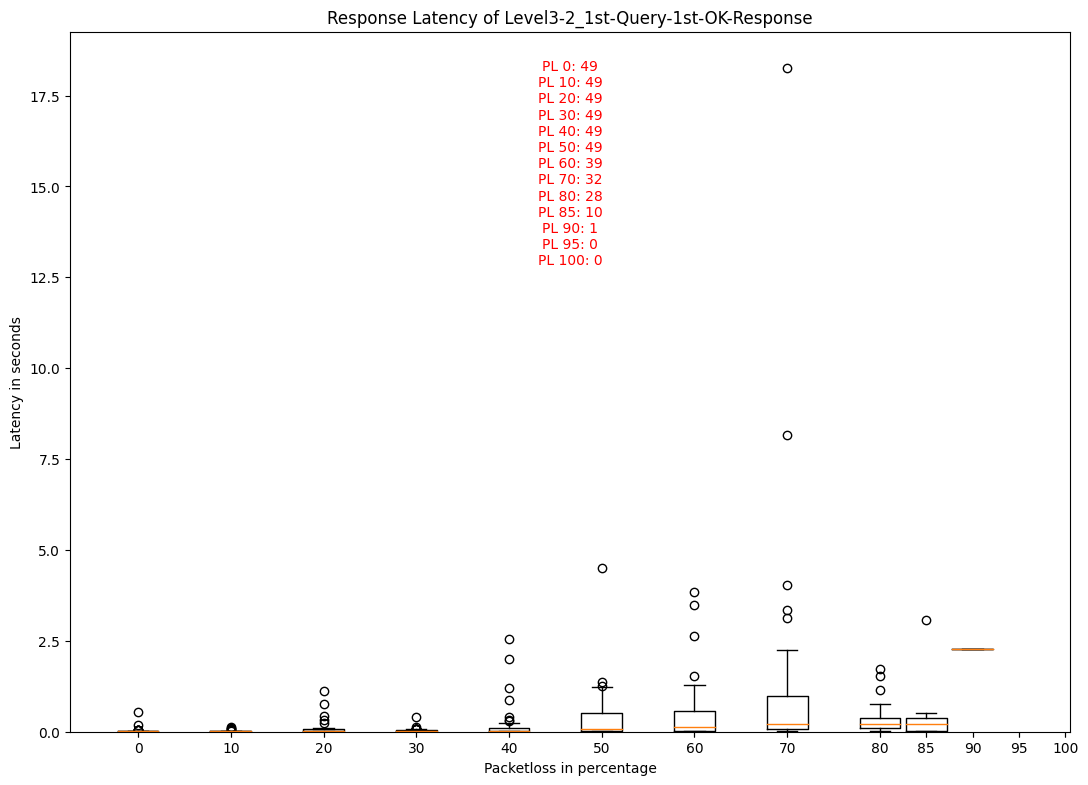 Response Latency of Level3-2_1st-Query-1st-OK-Response
PL 0: 49
PL 10: 49
PL 20: 49
PL 30: 49
PL 40: 49
PL 50: 49
PL 60: 39
PL 70: 32
PL 80: 28
PL 85: 10
PL 90: 1
PL 95: 0
PL 100: 0
Latency in seconds
17.5
15.0
12.5
10.0
7.5
5.0
2.5
0.0
0 10 20 30 40 50 60 70 80 85 90 95 100
Packetloss in percentage